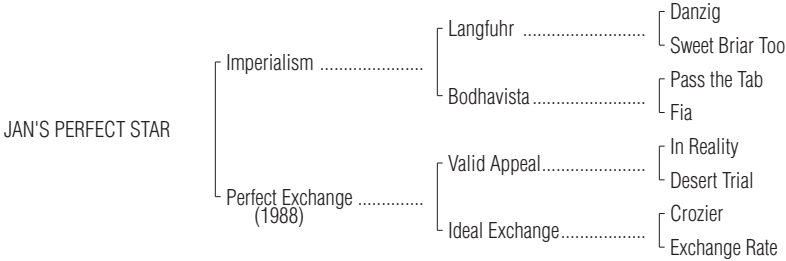 Danzig
Langfuhr ..........................
Sweet Briar Too
Imperialism ......................
Pass the Tab
Bodhavista........................
Fia
JAN'S PERFECT STAR
In Reality
Valid Appeal......................
Desert Trial
Perfect Exchange ..............
(1988)
Crozier
Ideal Exchange..................
Exchange Rate